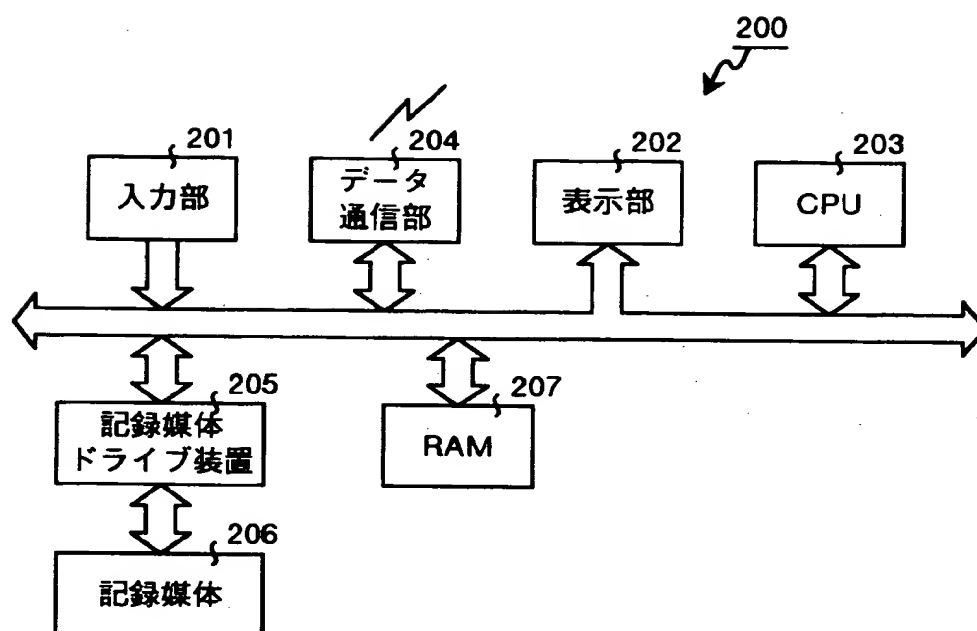 200
201
入力部
204
データ
通信部
202
表示部
203
CPU
205
記録媒体
ドライブ装置
207
RAM
206
記録媒体